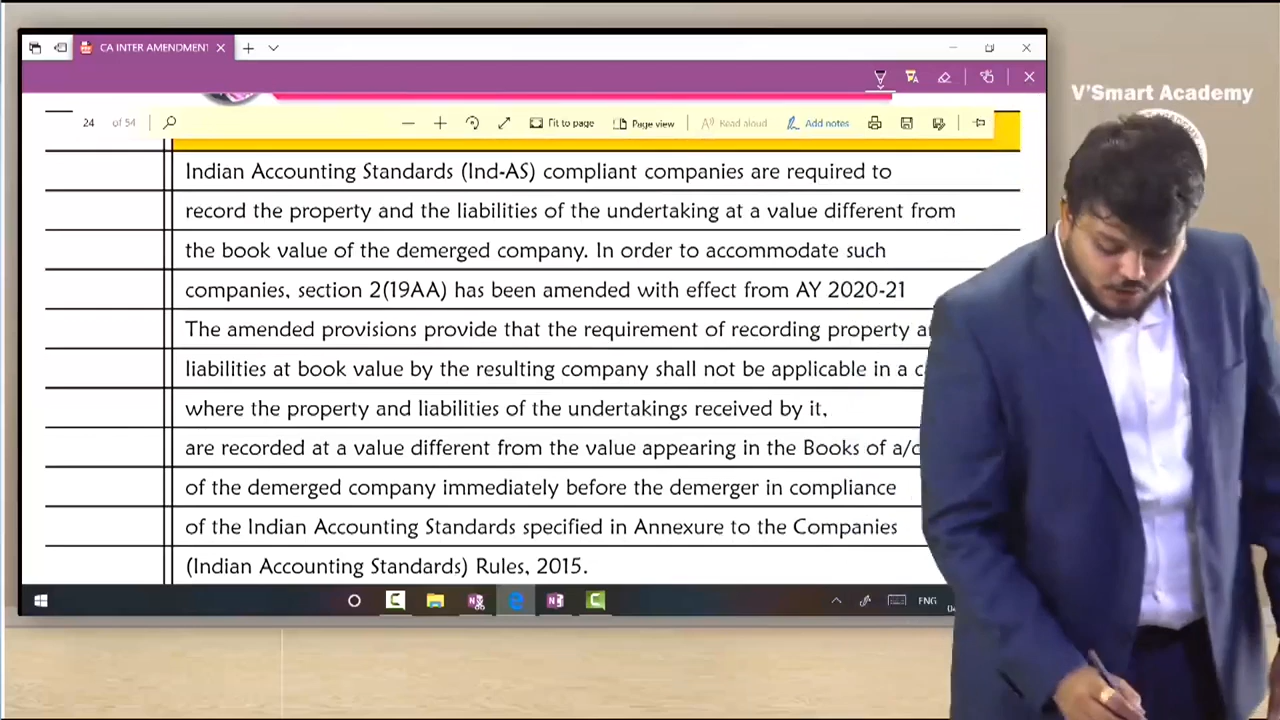 CA INTER AMENDMENT
V'Smart Academy
24 of 54
Fit to page
Page view
Read aloud
Add notes
Indian Accounting Standards (Ind-AS) compliant companies are required to
record the property and the liabilities of the undertaking at a value different from
the book value of the demerged company. In order to accommodate such
companies, section 2(19AA) has been amended with effect from AY 2020-21
The amended provisions provide that the requirement of recording property
liabilities at book value by the resulting company shall not be applicable in a
where the property and liabilities of the undertakings received by it,
are recorded at a value different from the value appearing in the Books of a/c
of the demerged company immediately before the demerger in compliance
of the Indian Accounting Standards specified in Annexure to the Companies
(Indian Accounting Standards) Rules, 2015.
ENG